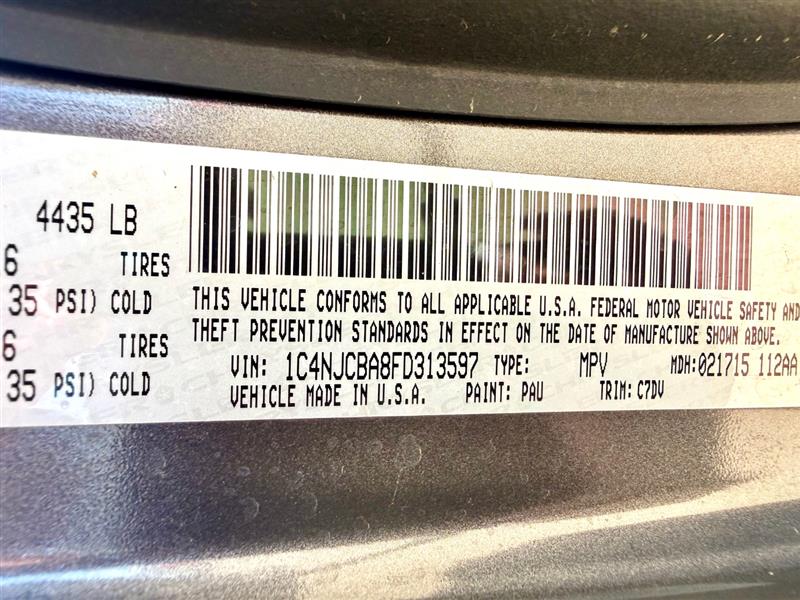 4435 LB
6 TIRES
35 PSI) COLD
6 TIRES
35 PSI) COLD
THIS VEHICLE CONFORMS TO ALL APPLICABLE U.S.A. FEDERAL MOTOR VEHICLE SAFETY AND
THEFT PREVENTION STANDARDS IN EFFECT ON THE DATE OF MANUFACTURE SHOWN ABOVE.
VIN: 1C4NJCBA8FD313597 TYPE: MPV MDH:021715 112AA
VEHICLE MADE IN U.S.A. PAINT: PAU TRIM: C7DV